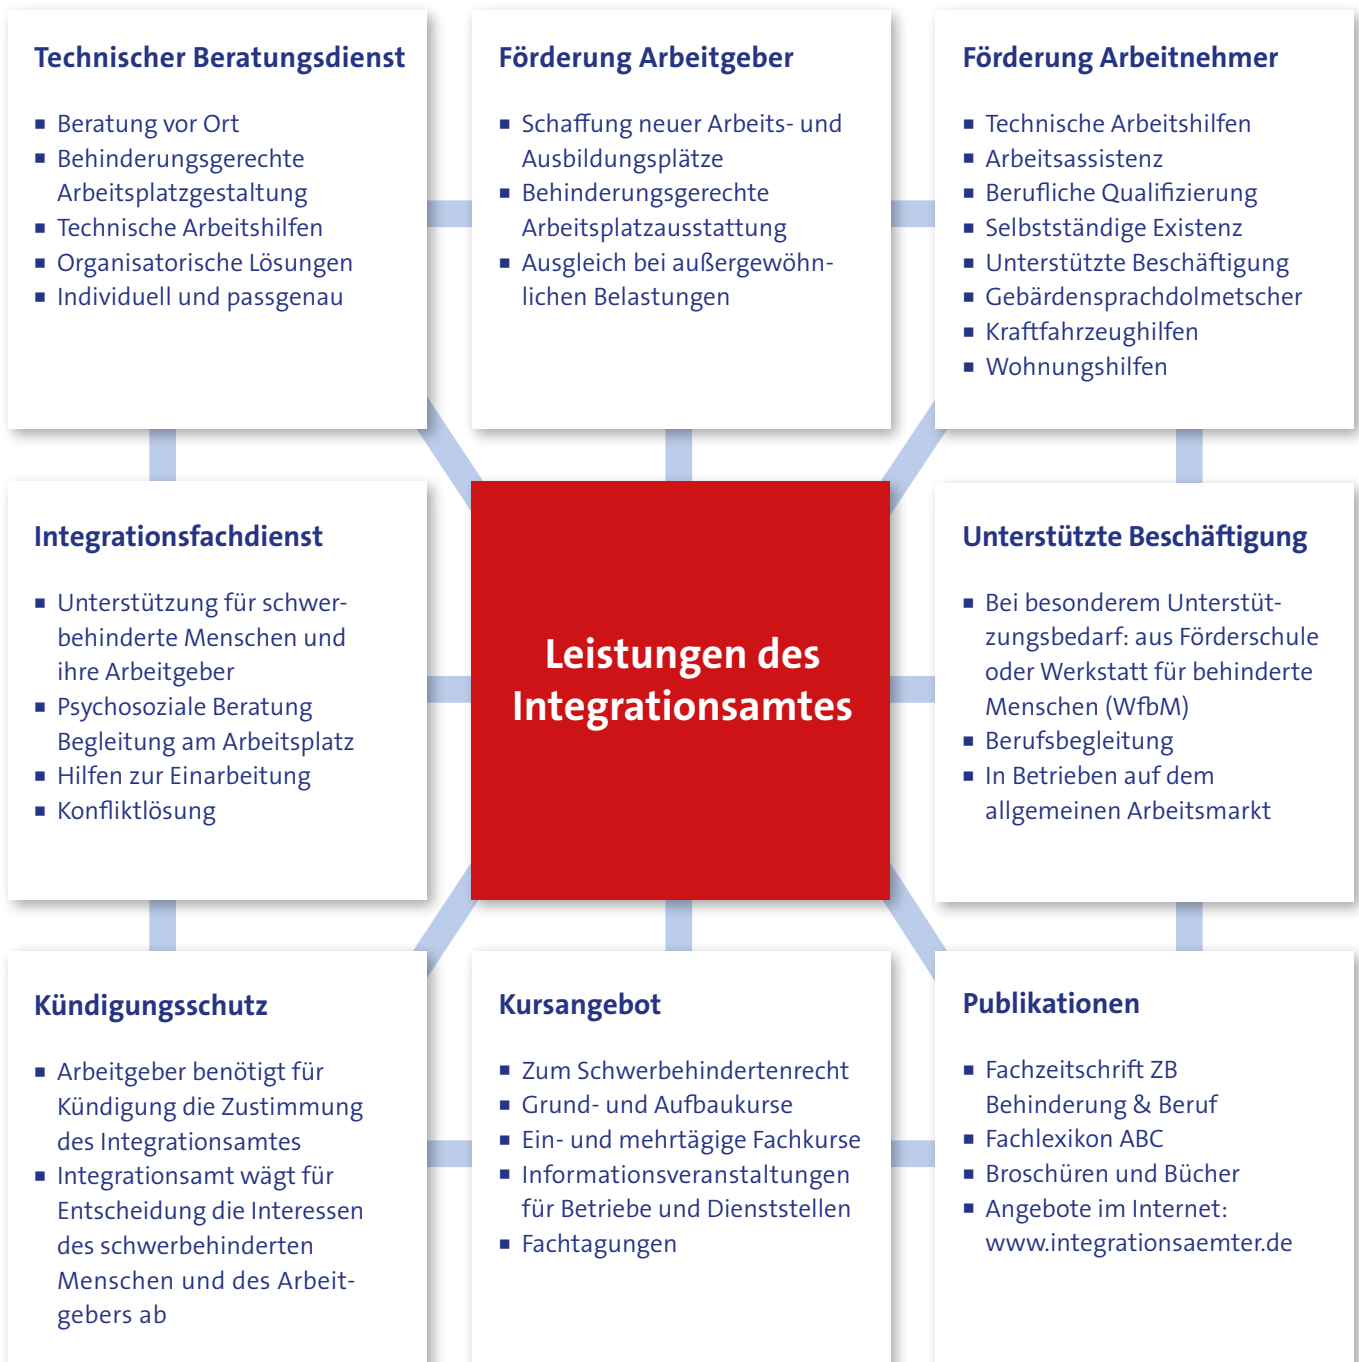 Technischer Beratungsdienst
■ Beratung vor Ort
■ Behinderungsgerechte
Arbeitsplatzgestaltung
■ Technische Arbeitshilfen
■ Organisatorische Lösungen
■ Individuell und passgenau
Förderung Arbeitgeber
■ Schaffung neuer Arbeits- und
Ausbildungsplätze
■ Behinderungsgerechte
Arbeitsplatzausstattung
■ Ausgleich bei außergewöhn-
lichen Belastungen
Förderung Arbeitnehmer
■ Technische Arbeitshilfen
■ Arbeitsassistenz
■ Berufliche Qualifizierung
■ Selbstständige Existenz
■ Unterstützte Beschäftigung
■ Gebärdensprachdolmetscher
■ Kraftfahrzeughilfen
■ Wohnungshilfen
Integrationsfachdienst
■ Unterstützung für schwer-
behinderte Menschen und
ihre Arbeitgeber
■ Psychosoziale Beratung
Begleitung am Arbeitsplatz
■ Hilfen zur Einarbeitung
■ Konfliktlösung
Leistungen des
Integrationsamtes
Unterstützte Beschäftigung
■ Bei besonderem Unterstüt-
zungsbedarf: aus Förderschule
oder Werkstatt für behinderte
Menschen (WfbM)
■ Berufsbegleitung
■ In Betrieben auf dem
allgemeinen Arbeitsmarkt
Kündigungsschutz
■ Arbeitgeber benötigt für
Kündigung die Zustimmung
des Integrationsamtes
■ Integrationsamt wägt für
Entscheidung die Interessen
des schwerbehinderten
Menschen und des Arbeit-
gebers ab
Kursangebot
■ Zum Schwerbehindertenrecht
■ Grund- und Aufbaukurse
■ Ein- und mehrtägige Fachkurse
■ Informationsveranstaltungen
für Betriebe und Dienststellen
■ Fachtagungen
Publikationen
■ Fachzeitschrift ZB
Behinderung & Beruf
■ Fachlexikon ABC
■ Broschüren und Bücher
■ Angebote im Internet:
www.integrationsaemter.de